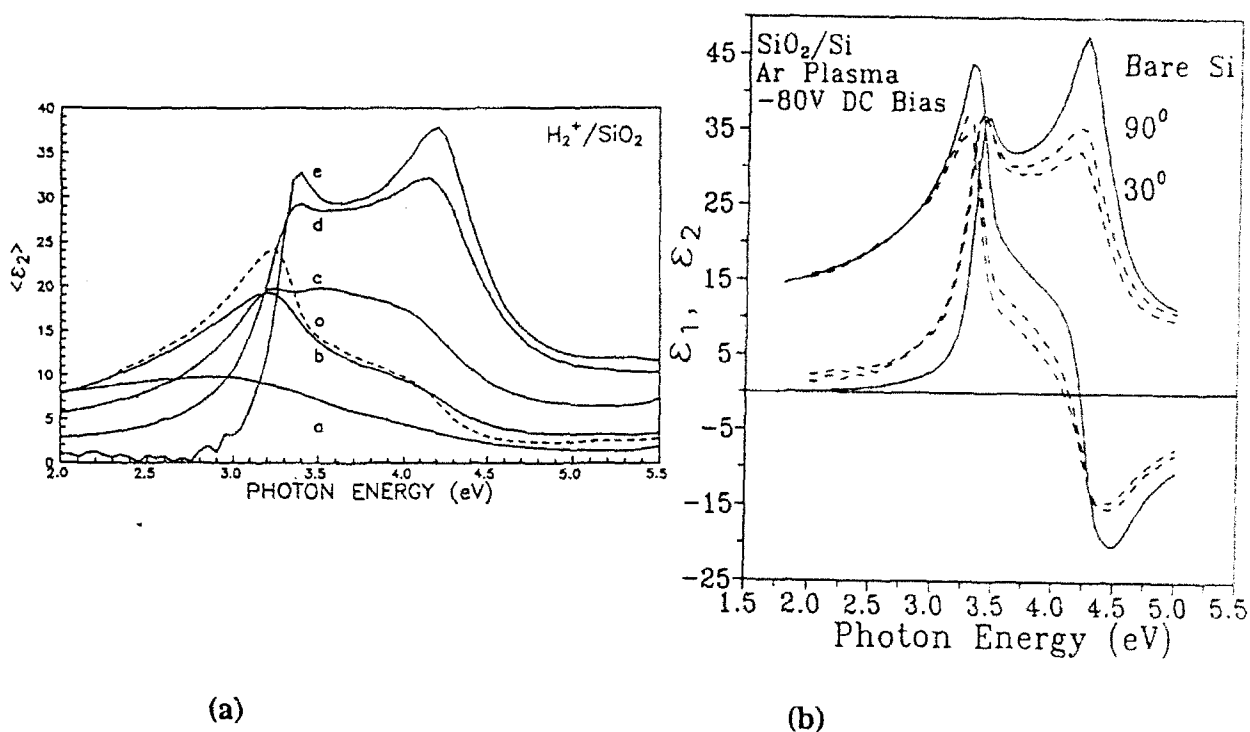 40
35
30
25
20
15
10
5
0
<ε₂>
H₂⁺/SiO₂
e
d
c
o
b
a
2.0 2.5 3.0 3.5 4.0 4.5 5.0 5.5
PHOTON ENERGY (eV)
(a)
45
35
25
15
5
-5
-15
-25
ε₁, ε₂
SiO₂/Si
Ar Plasma
-80V DC Bias
Bare Si
90⁰
30⁰
1.5 2.0 2.5 3.0 3.5 4.0 4.5 5.0 5.5
Photon Energy (eV)
(b)